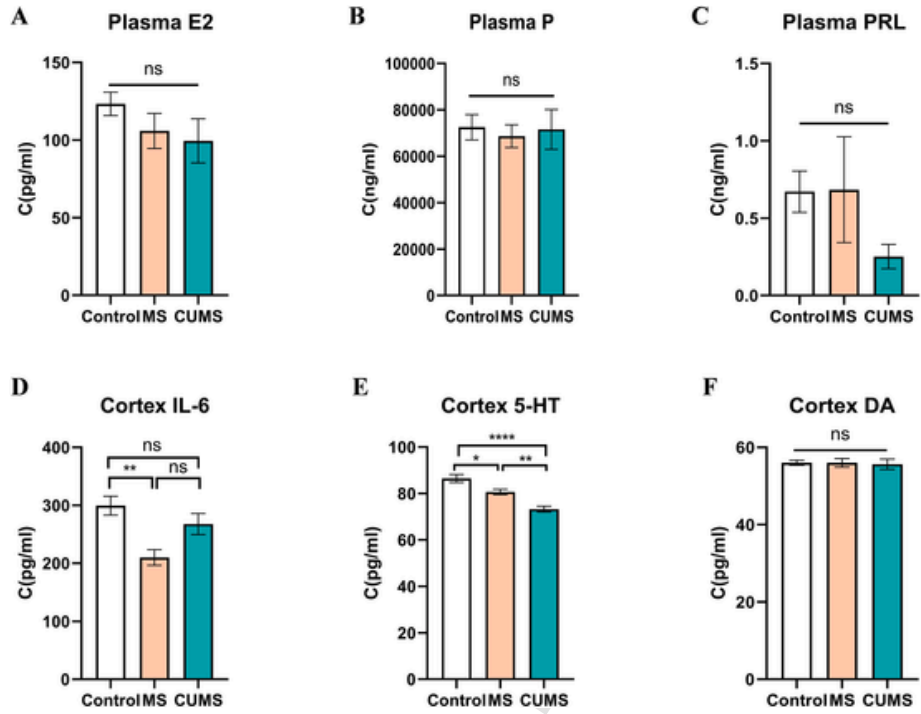 A Plasma E2
150
100
50
0
C(pg/ml)
ns
Control MS CUMS
B Plasma P
100000
80000
60000
40000
20000
0
C(ng/ml)
ns
Control MS CUMS
C Plasma PRL
1.5
1.0
0.5
0.0
C(ng/ml)
ns
Control MS CUMS
D Cortex IL-6
400
300
200
100
0
C(pg/ml)
ns
** ns
Control MS CUMS
E Cortex 5-HT
100
80
60
40
20
0
C(pg/ml)
****
* **
Control MS CUMS
F Cortex DA
60
40
20
0
C(pg/ml)
ns
Control MS CUMS